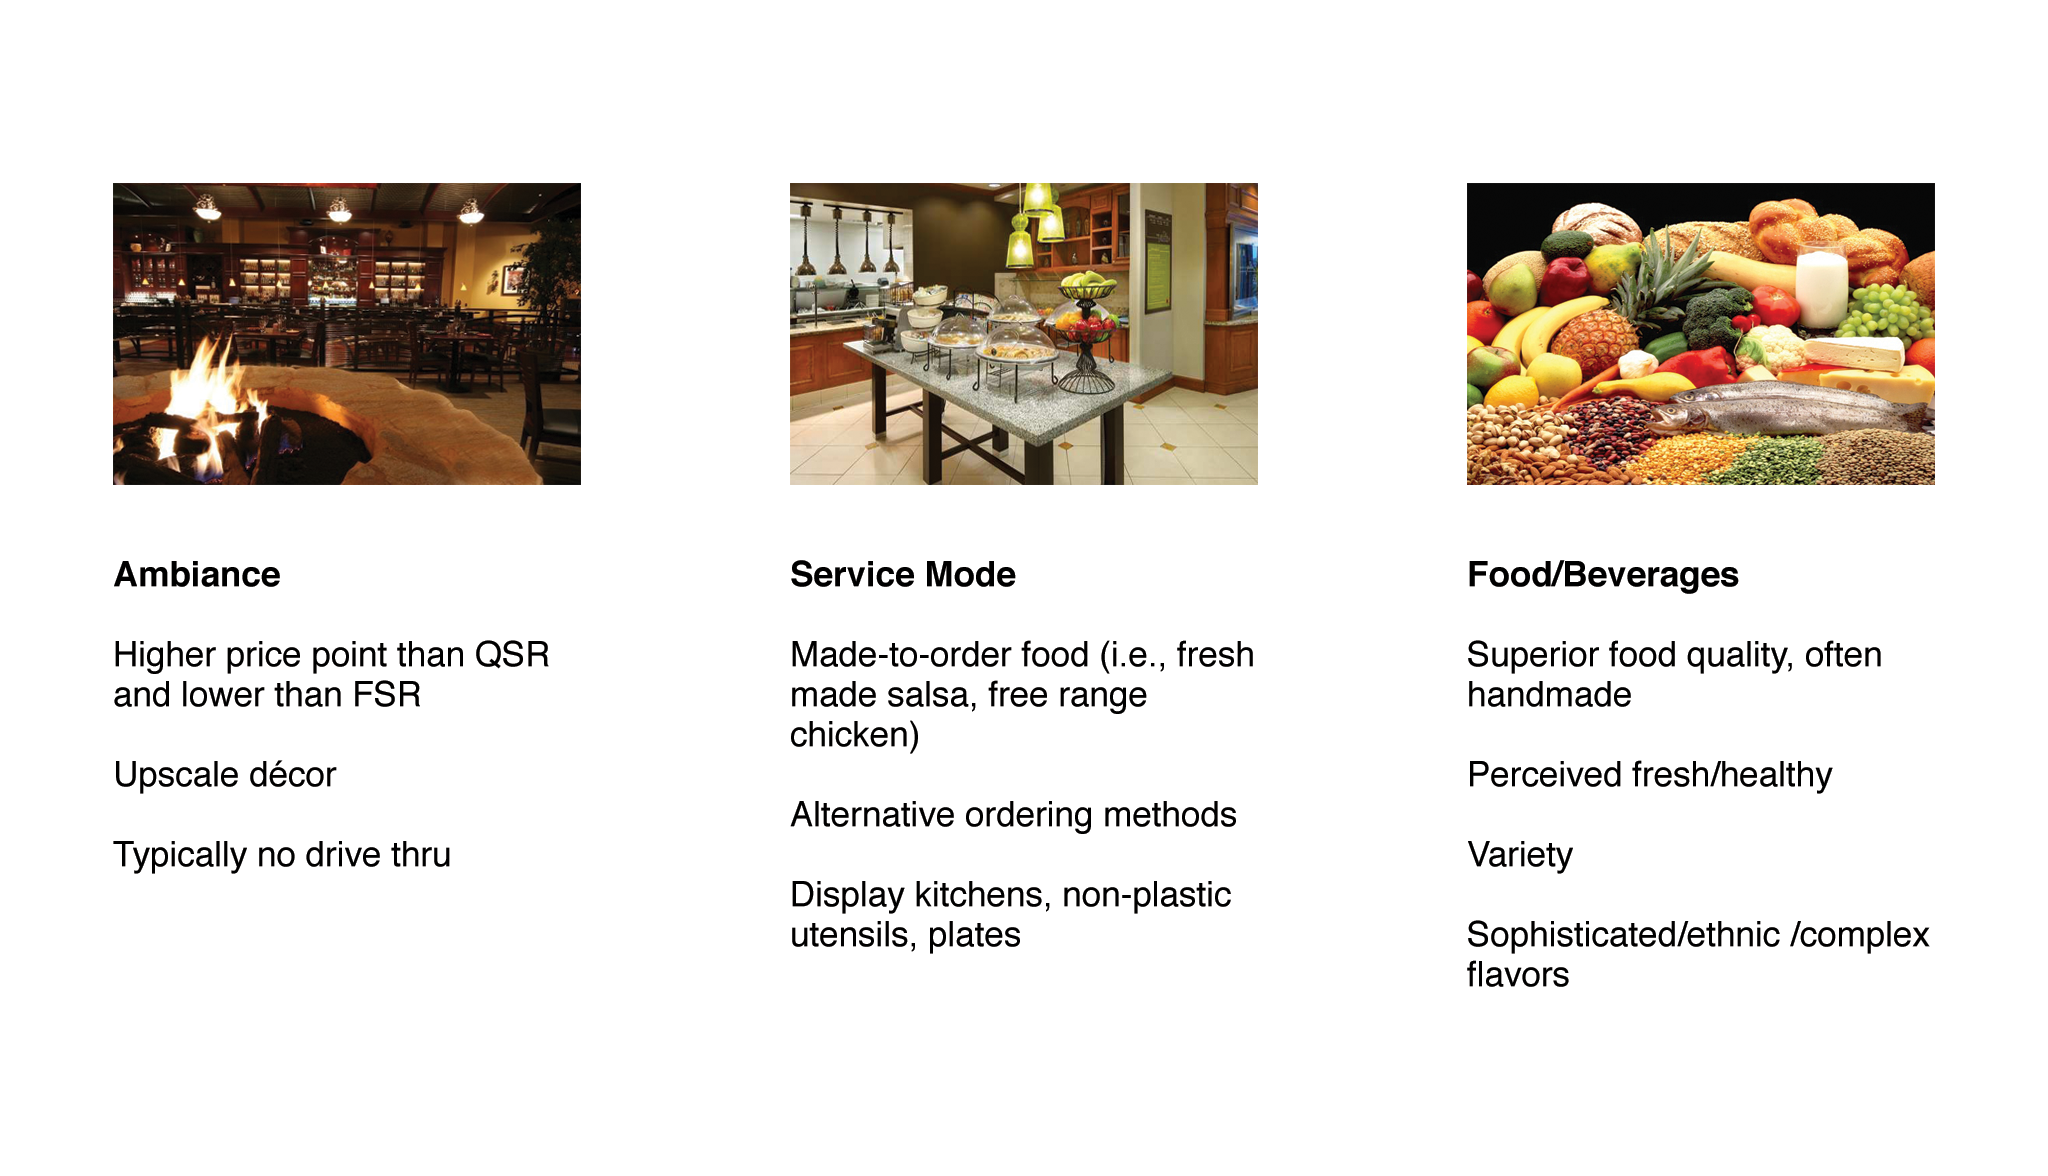 Ambiance
Higher price point than QSR
and lower than FSR
Upscale décor
Typically no drive thru
Service Mode
Made-to-order food (i.e., fresh
made salsa, free range
chicken)
Alternative ordering methods
Display kitchens, non-plastic
utensils, plates
Food/Beverages
Superior food quality, often
handmade
Perceived fresh/healthy
Variety
Sophisticated/ethnic /complex
flavors